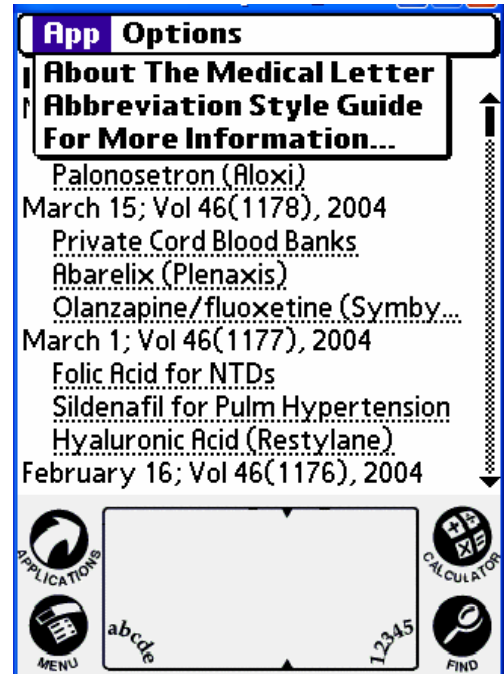 App Options
About The Medical Letter
Abbreviation Style Guide
For More Information...
Palonosetron (Aloxi)
March 15; Vol 46(1178), 2004
Private Cord Blood Banks
Abarelix (Plenaxis)
Olanzapine/fluoxetine (Symby...
March 1; Vol 46(1177), 2004
Folic Acid for NTDs
Sildenafil for Pulm Hypertension
Hyaluronic Acid (Restylane)
February 16; Vol 46(1176), 2004
APPLICATIONS
CALCULATOR
MENU
abcde
12345
FIND